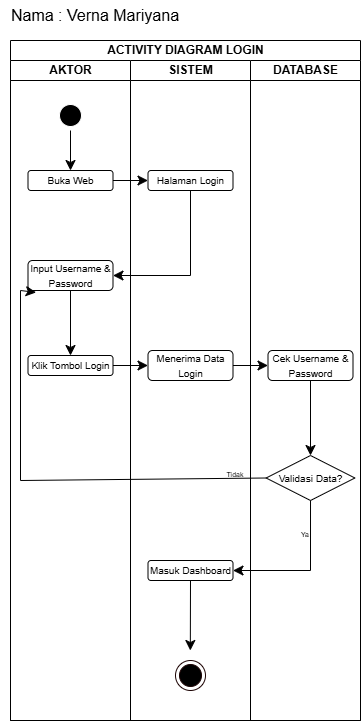 Nama : Verna Mariyana
ACTIVITY DIAGRAM LOGIN
AKTOR
SISTEM
DATABASE
Buka Web
Halaman Login
Input Username &
Password
Klik Tombol Login
Menerima Data
Login
Cek Username &
Password
Validasi Data?
Tidak
Ya
Masuk Dashboard